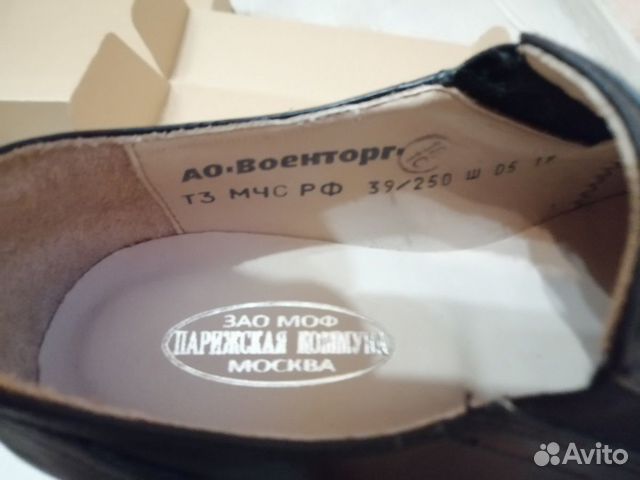 АО•Военторг•
ТЗ МЧС РФ 39/250 Ш 05
ЗАО МОФ
ПАРИЖСКАЯ КОММУНА
МОСКВА
Avito